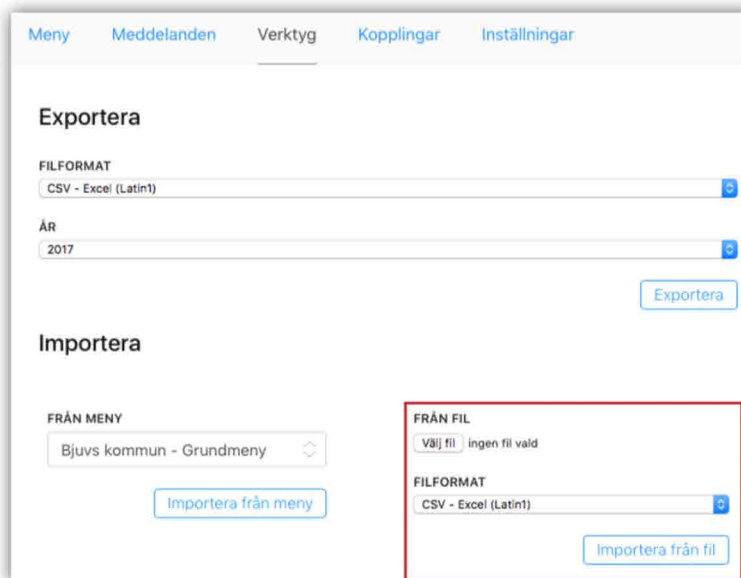 Meny Meddelanden Verktyg Kopplingar Inställningar
Exportera
FILFORMAT
CSV - Excel (Latin1)
ÅR
2017
Exportera
Importera
FRÅN MENY
Bjuvs kommun - Grundmeny
Importera från meny
FRÅN FIL
Välj fil ingen fil vald
FILFORMAT
CSV - Excel (Latin1)
Importera från fil